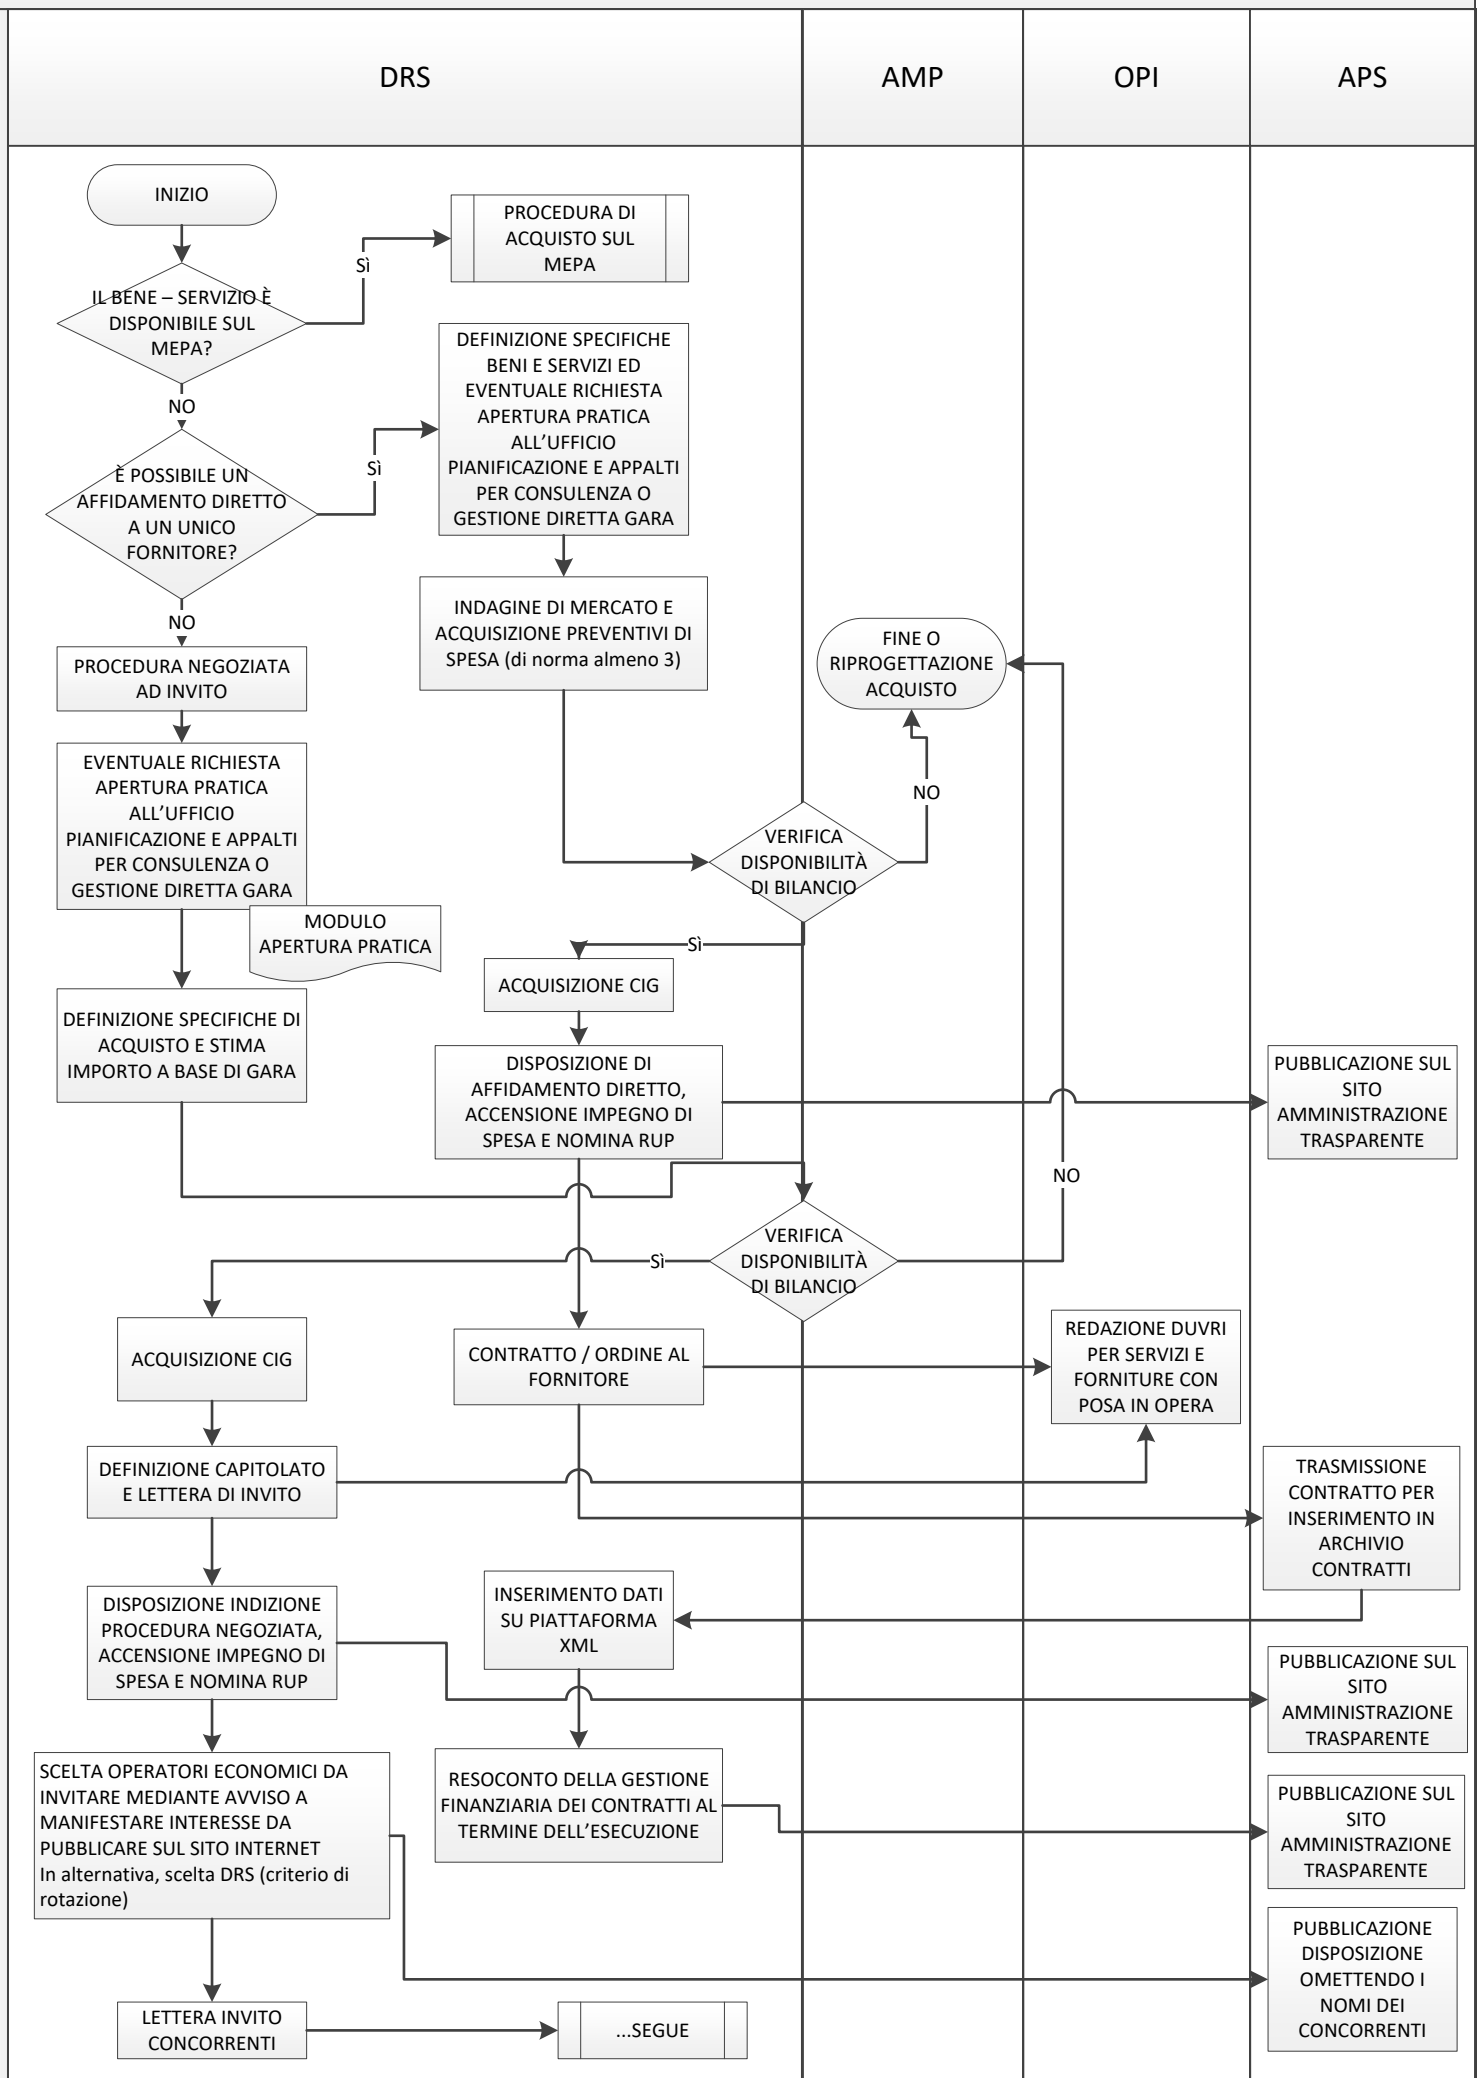 DRS
AMP
OPI
APS
INIZIO
PROCEDURA DI
ACQUISTO SUL
MEPA
Sì
IL BENE – SERVIZIO È
DISPONIBILE SUL
MEPA?
NO
DEFINIZIONE SPECIFICHE
BENI E SERVIZI ED
EVENTUALE RICHIESTA
APERTURA PRATICA
ALL’UFFICIO
PIANIFICAZIONE E APPALTI
PER CONSULENZA O
GESTIONE DIRETTA GARA
Sì
È POSSIBILE UN
AFFIDAMENTO DIRETTO
A UN UNICO
FORNITORE?
NO
INDAGINE DI MERCATO E
ACQUISIZIONE PREVENTIVI DI
SPESA (di norma almeno 3)
FINE O
RIPROGETTAZIONE
ACQUISTO
PROCEDURA NEGOZIATA
AD INVITO
EVENTUALE RICHIESTA
APERTURA PRATICA
ALL’UFFICIO
PIANIFICAZIONE E APPALTI
PER CONSULENZA O
GESTIONE DIRETTA GARA
NO
VERIFICA
DISPONIBILITÀ
DI BILANCIO
MODULO
APERTURA PRATICA
Sì
ACQUISIZIONE CIG
DEFINIZIONE SPECIFICHE DI
ACQUISTO E STIMA
IMPORTO A BASE DI GARA
DISPOSIZIONE DI
AFFIDAMENTO DIRETTO,
ACCENSIONE IMPEGNO DI
SPESA E NOMINA RUP
PUBBLICAZIONE SUL
SITO
AMMINISTRAZIONE
TRASPARENTE
NO
VERIFICA
DISPONIBILITÀ
DI BILANCIO
Sì
ACQUISIZIONE CIG
CONTRATTO / ORDINE AL
FORNITORE
REDAZIONE DUVRI
PER SERVIZI E
FORNITURE CON
POSA IN OPERA
DEFINIZIONE CAPITOLATO
E LETTERA DI INVITO
TRASMISSIONE
CONTRATTO PER
INSERIMENTO IN
ARCHIVIO
CONTRATTI
DISPOSIZIONE INDIZIONE
PROCEDURA NEGOZIATA,
ACCENSIONE IMPEGNO DI
SPESA E NOMINA RUP
INSERIMENTO DATI
SU PIATTAFORMA
XML
PUBBLICAZIONE SUL
SITO
AMMINISTRAZIONE
TRASPARENTE
SCELTA OPERATORI ECONOMICI DA
INVITARE MEDIANTE AVVISO A
MANIFESTARE INTERESSE DA
PUBBLICARE SUL SITO INTERNET
In alternativa, scelta DRS (criterio di
rotazione)
RESOCONTO DELLA GESTIONE
FINANZIARIA DEI CONTRATTI AL
TERMINE DELL’ESECUZIONE
PUBBLICAZIONE SUL
SITO
AMMINISTRAZIONE
TRASPARENTE
PUBBLICAZIONE
DISPOSIZIONE
OMETTENDO I
NOMI DEI
CONCORRENTI
LETTERA INVITO
CONCORRENTI
...SEGUE